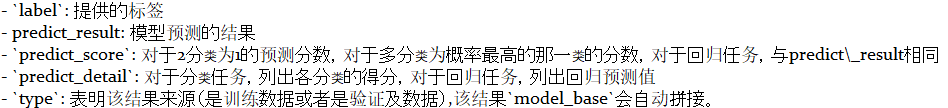 - `label`: 提供的标签
- predict_result: 模型预测的结果
- `predict_score`: 对于2分类为1的预测分数, 对于多分类为概率最高的那一类的分数, 对于回归任务, 与predict\_result相同
- `predict_detail`: 对于分类任务, 列出各分类的得分, 对于回归任务, 列出回归预测值
- `type`: 表明该结果来源(是训练数据或者是验证及数据),该结果`model_base`会自动拼接。